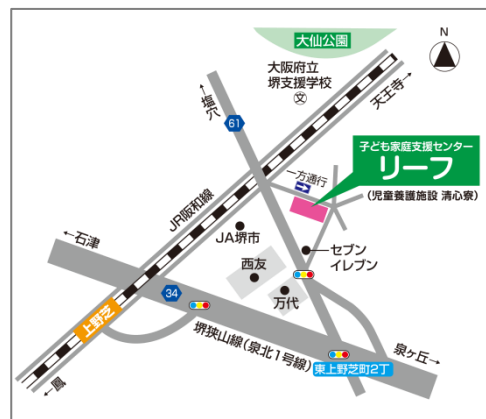 大仙公園
N
大阪府立
堺支援学校
文
天王寺→
←塩穴
61
子ども家庭支援センター
リーフ
(児童養護施設 清心寮)
一方通行
JR阪和線
JA堺市
セブン
イレブン
←石津
西友
34
万代
上野芝
堺狭山線(泉北1号線)
泉ケ丘→
東上野芝町2丁
←鳳